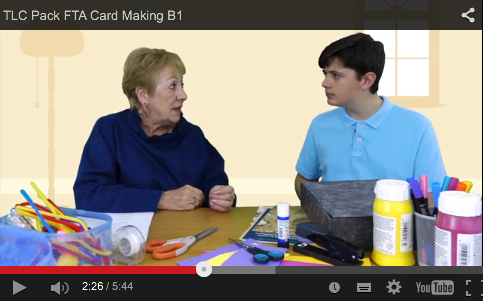 TLC Pack FTA Card Making B1
2:26 / 5:44
YouTube